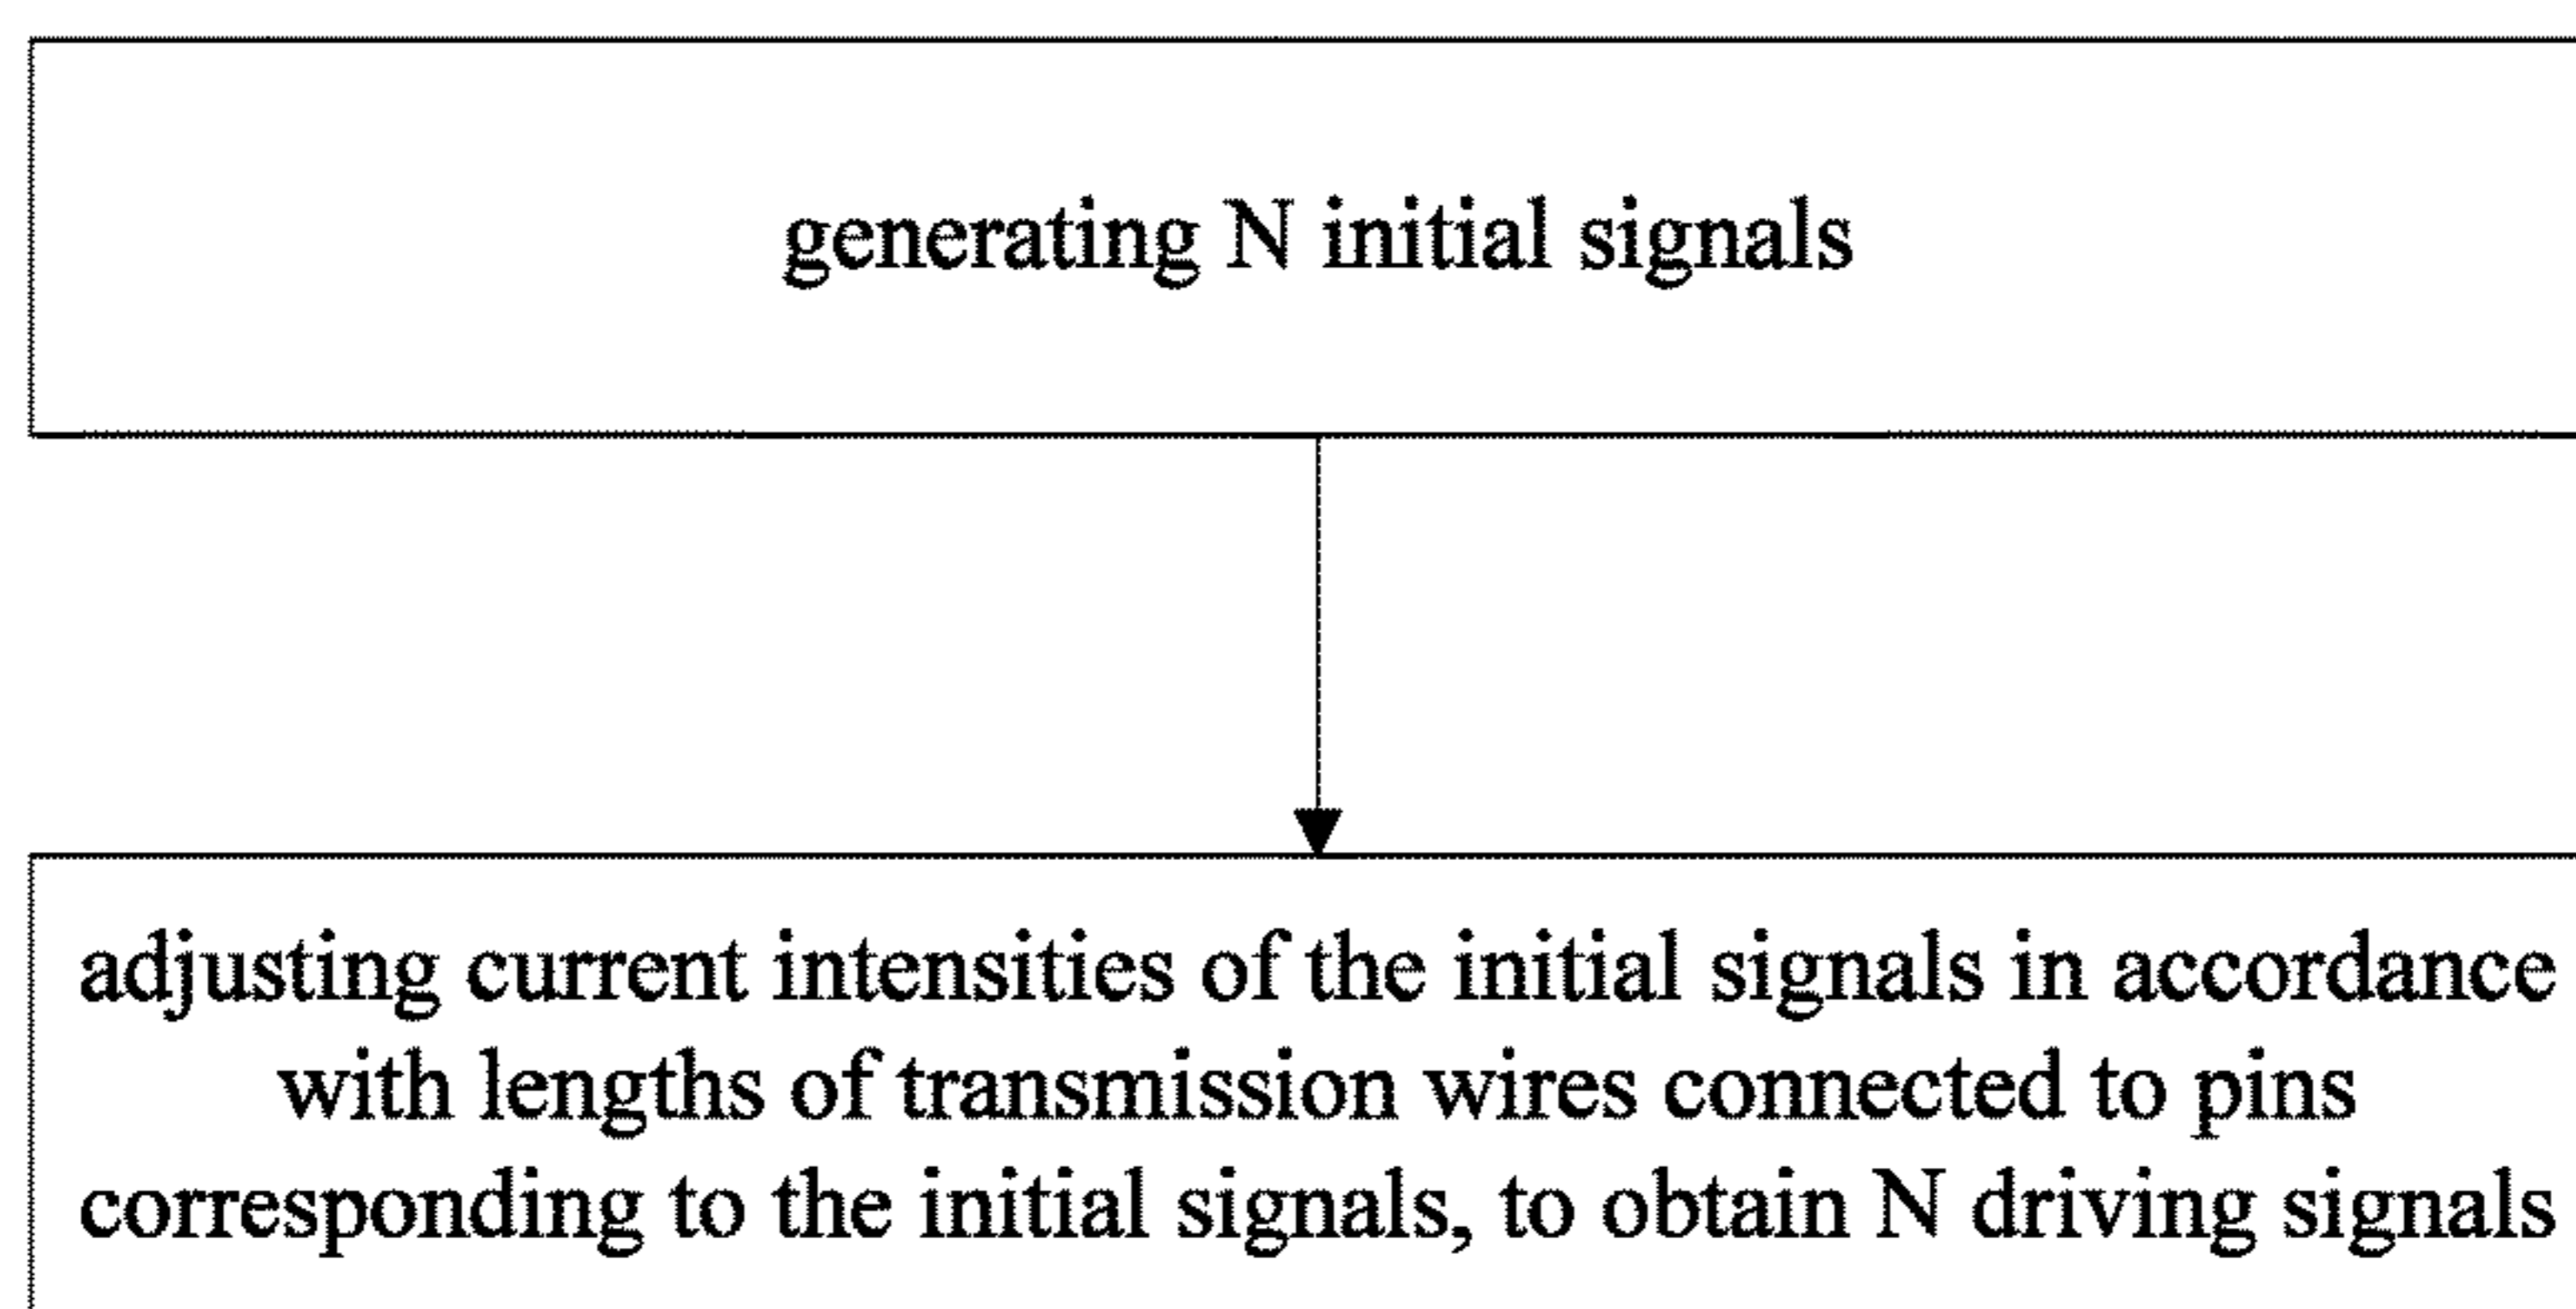 generating N initial signals
adjusting current intensities of the initial signals in accordance
with lengths of transmission wires connected to pins
corresponding to the initial signals, to obtain N driving signals